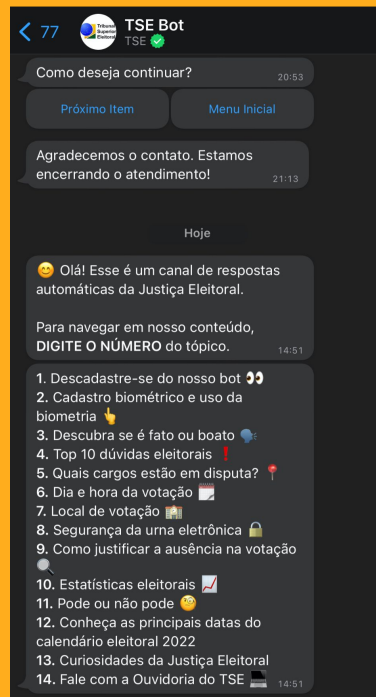 77
Tribunal
Superior
Eleitoral
TSE Bot
TSE
Como deseja continuar?
20:53
Próximo Item
Menu Inicial
Agradecemos o contato. Estamos
encerrando o atendimento!
21:13
Hoje
😊 Olá! Esse é um canal de respostas
automáticas da Justiça Eleitoral.
Para navegar em nosso conteúdo,
DIGITE O NÚMERO do tópico.
14:51
1. Descadastre-se do nosso bot 👀
2. Cadastro biométrico e uso da
biometria 👆
3. Descubra se é fato ou boato 🗣️
4. Top 10 dúvidas eleitorais ❗
5. Quais cargos estão em disputa? 📍
6. Dia e hora da votação 🗓️
7. Local de votação 🏫
8. Segurança da urna eletrônica 🔒
9. Como justificar a ausência na votação
🔍
10. Estatísticas eleitorais 📈
11. Pode ou não pode 🧐
12. Conheça as principais datas do
calendário eleitoral 2022
13. Curiosidades da Justiça Eleitoral
14. Fale com a Ouvidoria do TSE 💻
14:51